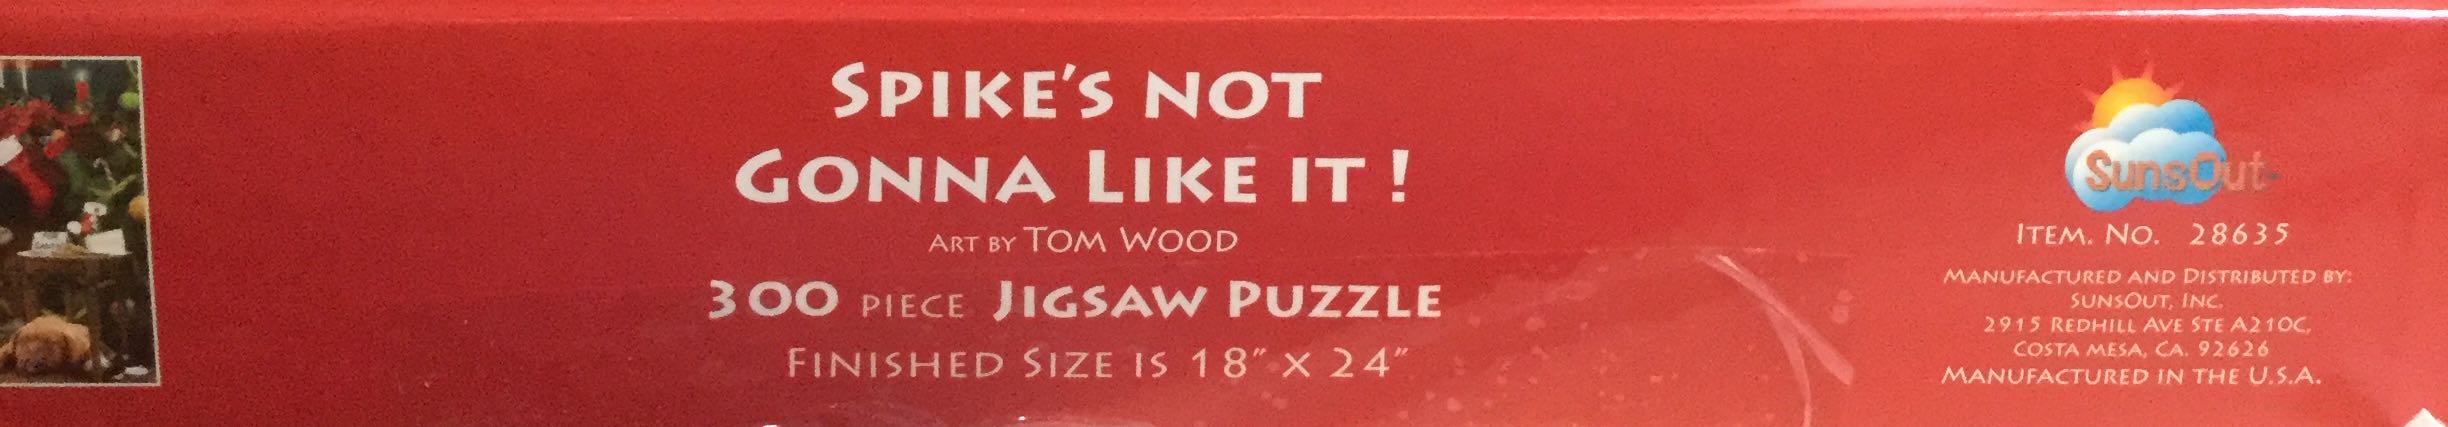 SPIKE'S NOT
GONNA LIKE IT !
ART BY TOM WOOD
300 PIECE JIGSAW PUZZLE
FINISHED SIZE IS 18" X 24"
SunsOut
ITEM. NO. 28635
MANUFACTURED AND DISTRIBUTED BY:
SUNSOUT, INC.
2915 REDHILL AVE STE A210C,
COSTA MESA, CA. 92626
MANUFACTURED IN THE U.S.A.